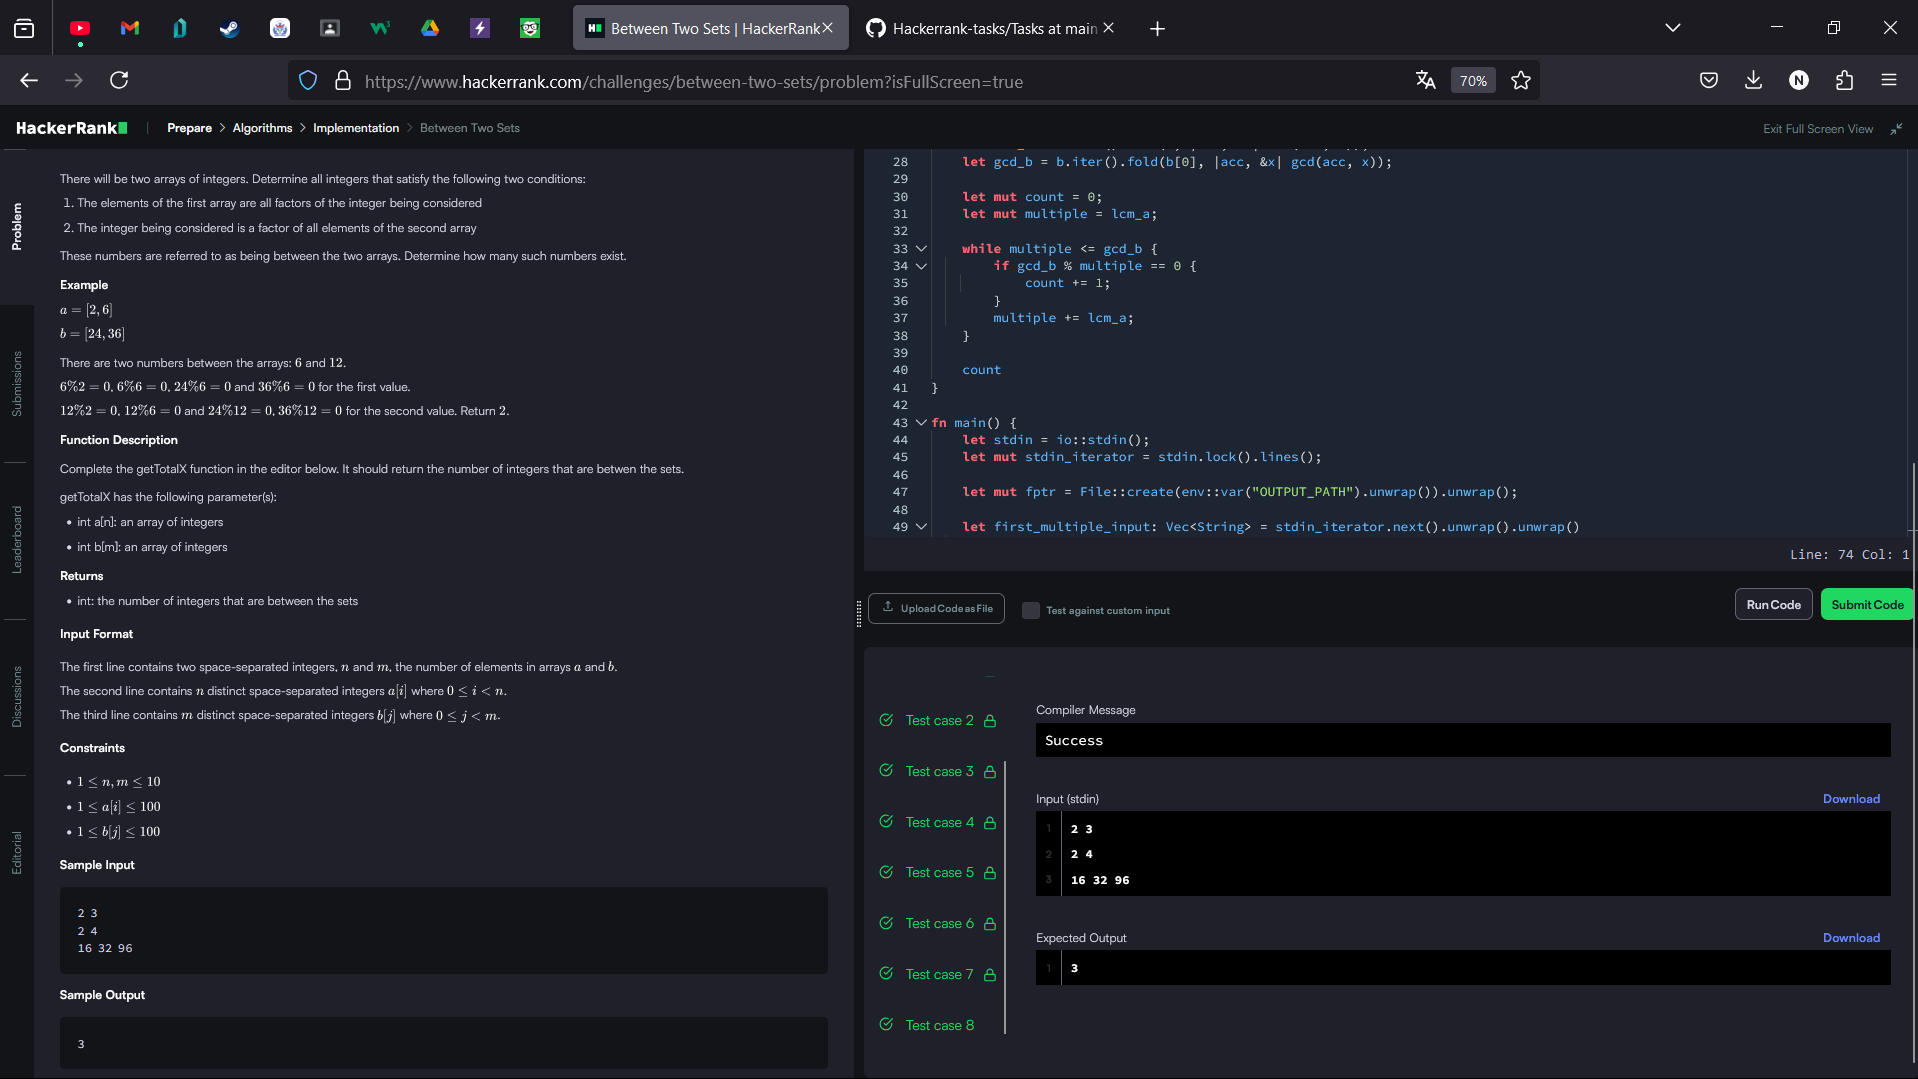 Between Two Sets | HackerRank
Hackerrank-tasks/Tasks at main
https://www.hackerrank.com/challenges/between-two-sets/problem?isFullScreen=true
70%
N
HackerRank
Prepare > Algorithms > Implementation > Between Two Sets
Exit Full Screen View
Problem
Submissions
Leaderboard
Discussions
Editorial
There will be two arrays of integers. Determine all integers that satisfy the following two conditions:
1. The elements of the first array are all factors of the integer being considered
2. The integer being considered is a factor of all elements of the second array
These numbers are referred to as being between the two arrays. Determine how many such numbers exist.
Example
a = [2, 6]
b = [24, 36]
There are two numbers between the arrays: 6 and 12.
6%2 = 0, 6%6 = 0, 24%6 = 0 and 36%6 = 0 for the first value.
12%2 = 0, 12%6 = 0 and 24%12 = 0, 36%12 = 0 for the second value. Return 2.
Function Description
Complete the getTotalX function in the editor below. It should return the number of integers that are betwen the sets.
getTotalX has the following parameter(s):
• int a[n]: an array of integers
• int b[m]: an array of integers
Returns
• int: the number of integers that are between the sets
Input Format
The first line contains two space-separated integers, n and m, the number of elements in arrays a and b.
The second line contains n distinct space-separated integers a[i] where 0 ≤ i < n.
The third line contains m distinct space-separated integers b[j] where 0 ≤ j < m.
Constraints
• 1 ≤ n, m ≤ 10
• 1 ≤ a[i] ≤ 100
• 1 ≤ b[j] ≤ 100
Sample Input
2 3
2 4
16 32 96
Sample Output
3
28 let gcd_b = b.iter().fold(b[0], |acc, &x| gcd(acc, x));
29
30 let mut count = 0;
31 let mut multiple = lcm_a;
32
33 while multiple <= gcd_b {
34 if gcd_b % multiple == 0 {
35 count += 1;
36 }
37 multiple += lcm_a;
38 }
39
40 count
41 }
42
43 fn main() {
44 let stdin = io::stdin();
45 let mut stdin_iterator = stdin.lock().lines();
46
47 let mut fptr = File::create(env::var("OUTPUT_PATH").unwrap()).unwrap();
48
49 let first_multiple_input: Vec<String> = stdin_iterator.next().unwrap().unwrap()
Line: 74 Col: 1
Upload Code as File
Test against custom input
Run Code
Submit Code
Test case 2
Test case 3
Test case 4
Test case 5
Test case 6
Test case 7
Test case 8
Compiler Message
Success
Input (stdin)
Download
1 2 3
2 2 4
3 16 32 96
Expected Output
Download
1 3